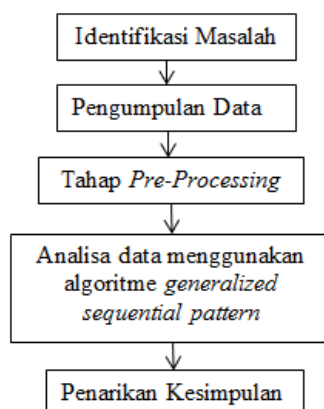 Identifikasi Masalah
Pengumpulan Data
Tahap Pre-Processing
Analisa data menggunakan
algoritme generalized
sequential pattern
Penarikan Kesimpulan